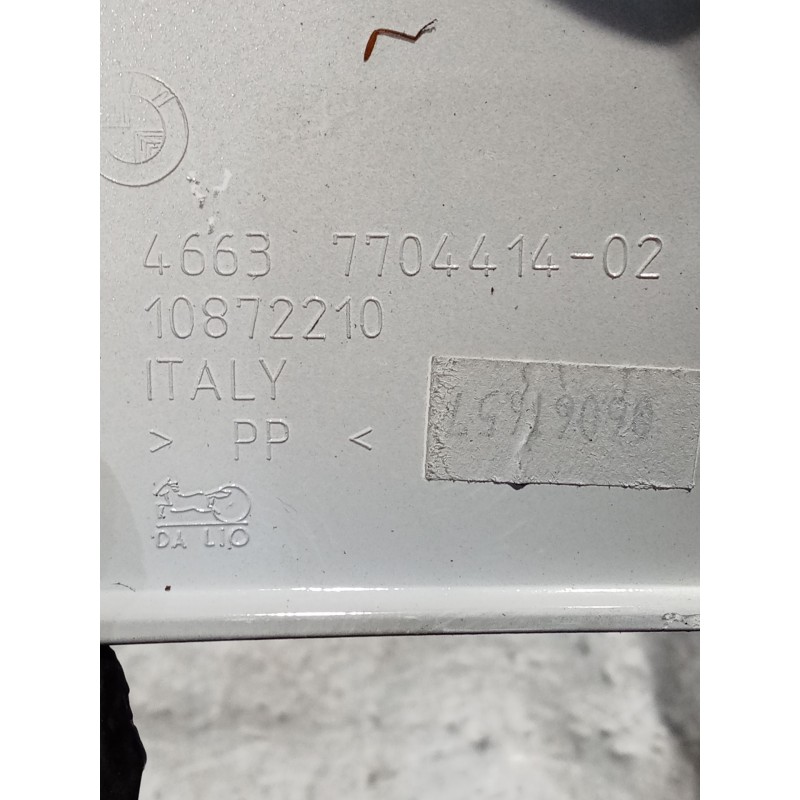 4663 7704414-02
10872210
ITALY
> PP <
DA LIO